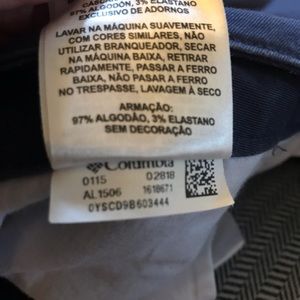 97% ALGODÓN, 3% ELASTANO
EXCLUSIVO DE ADORNOS
LAVAR NA MÁQUINA SUAVEMENTE,
COM CORES SIMILARES, NÃO
UTILIZAR BRANQUEADOR, SECAR
NA MÁQUINA BAIXA, RETIRAR
RAPIDAMENTE, PASSAR A FERRO
BAIXA, NÃO PASSAR A FERRO
NO TRESPASSE, LAVAGEM À SECO
ARMAÇÃO:
97% ALGODÃO, 3% ELASTANO
SEM DECORAÇÃO
Columbia
0115 02818
AL1506 1618671
0YSCD9B603444